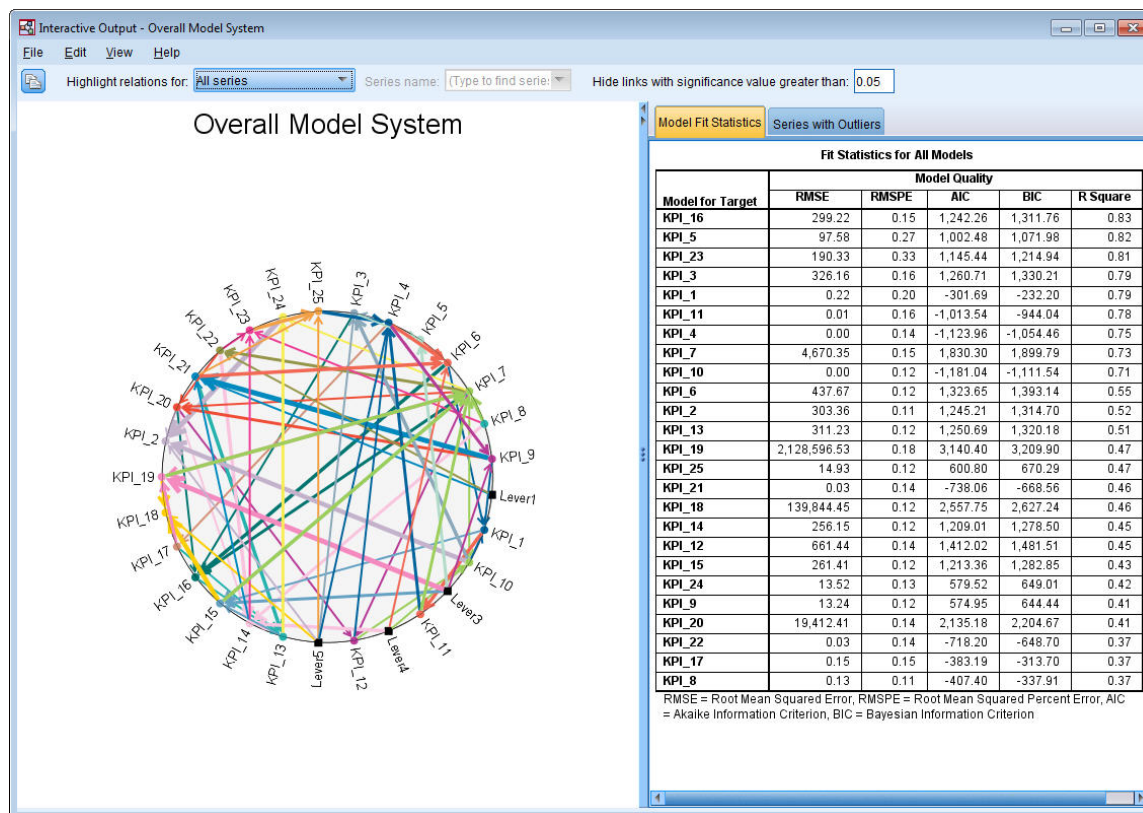 Interactive Output - Overall Model System
File Edit View Help
Highlight relations for: All series Series name: (Type to find serie: Hide links with significance value greater than: 0.05
Overall Model System
KPI_25
KPI_3
KPI_4
KPI_5
KPI_6
KPI_7
KPI_8
KPI_9
Lever1
KPI_1
KPI_10
Lever3
KPI_11
Lever4
KPI_12
Lever5
KPI_13
KPI_14
KPI_15
KPI_16
KPI_17
KPI_18
KPI_19
KPI_2
KPI_20
KPI_21
KPI_22
KPI_23
KPI_24
Model Fit Statistics Series with Outliers
Fit Statistics for All Models
Model Quality
Model for Target RMSE RMSPE AIC BIC R Square
KPI_16 299.22 0.15 1,242.26 1,311.76 0.83
KPI_5 97.58 0.27 1,002.48 1,071.98 0.82
KPI_23 190.33 0.33 1,145.44 1,214.94 0.81
KPI_3 326.16 0.16 1,260.71 1,330.21 0.79
KPI_1 0.22 0.20 -301.69 -232.20 0.79
KPI_11 0.01 0.16 -1,013.54 -944.04 0.78
KPI_4 0.00 0.14 -1,123.96 -1,054.46 0.75
KPI_7 4,670.35 0.15 1,830.30 1,899.79 0.73
KPI_10 0.00 0.12 -1,181.04 -1,111.54 0.71
KPI_6 437.67 0.12 1,323.65 1,393.14 0.55
KPI_2 303.36 0.11 1,245.21 1,314.70 0.52
KPI_13 311.23 0.12 1,250.69 1,320.18 0.51
KPI_19 2,128,596.53 0.18 3,140.40 3,209.90 0.47
KPI_25 14.93 0.12 600.80 670.29 0.47
KPI_21 0.03 0.14 -738.06 -668.56 0.46
KPI_18 139,844.45 0.12 2,557.75 2,627.24 0.46
KPI_14 256.15 0.12 1,209.01 1,278.50 0.45
KPI_12 661.44 0.14 1,412.02 1,481.51 0.45
KPI_15 261.41 0.12 1,213.36 1,282.85 0.43
KPI_24 13.52 0.13 579.52 649.01 0.42
KPI_9 13.24 0.12 574.95 644.44 0.41
KPI_20 19,412.41 0.14 2,135.18 2,204.67 0.41
KPI_22 0.03 0.14 -718.20 -648.70 0.37
KPI_17 0.15 0.15 -383.19 -313.70 0.37
KPI_8 0.13 0.11 -407.40 -337.91 0.37
RMSE = Root Mean Squared Error, RMSPE = Root Mean Squared Percent Error, AIC
= Akaike Information Criterion, BIC = Bayesian Information Criterion